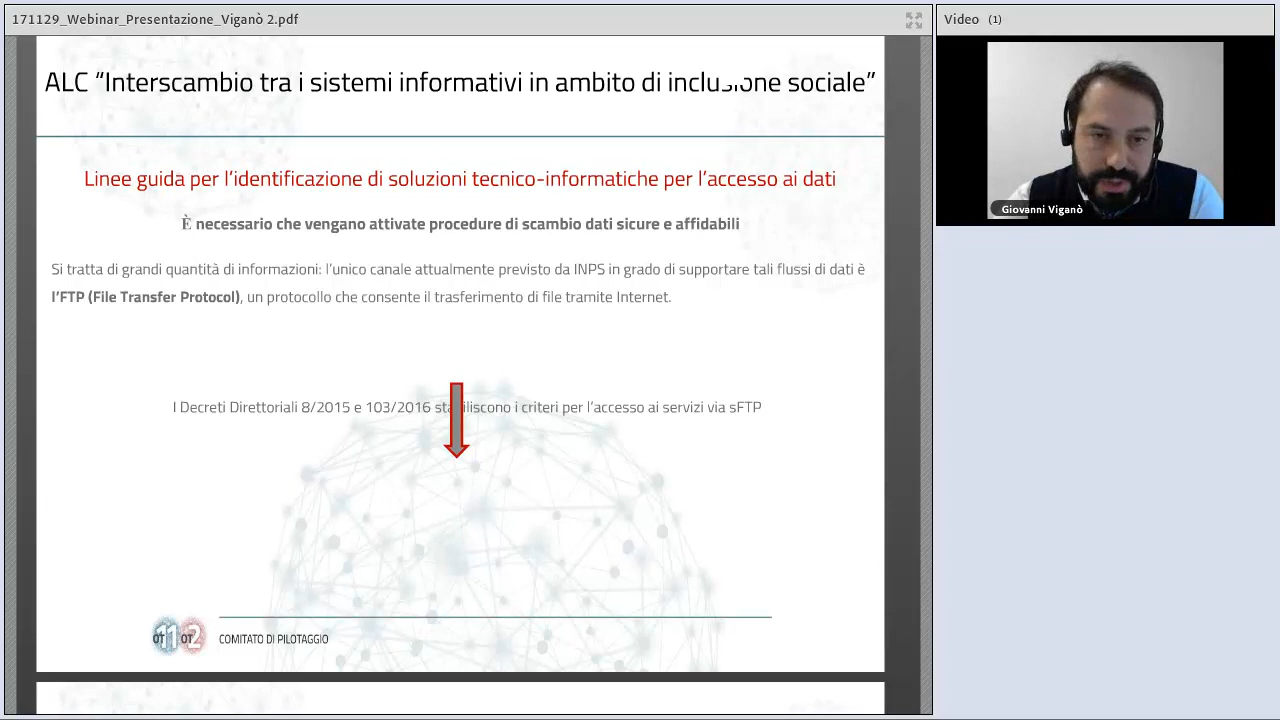 171129_Webinar_Presentazione_Viganò 2.pdf
Video (1)
ALC “Interscambio tra i sistemi informativi in ambito di inclusione sociale”
Giovanni Viganò
Linee guida per l’identificazione di soluzioni tecnico-informatiche per l’accesso ai dati
È necessario che vengano attivate procedure di scambio dati sicure e affidabili
Si tratta di grandi quantità di informazioni: l’unico canale attualmente previsto da INPS in grado di supportare tali flussi di dati è
l’FTP (File Transfer Protocol), un protocollo che consente il trasferimento di file tramite Internet.
I Decreti Direttoriali 8/2015 e 103/2016 stabiliscono i criteri per l’accesso ai servizi via sFTP
OT11 OT2
COMITATO DI PILOTAGGIO